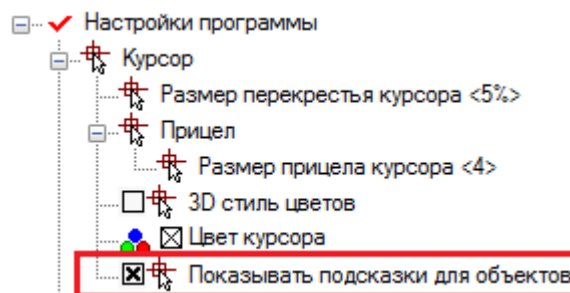 Настройки программы
Курсор
Размер перекрестья курсора <5%>
Прицел
Размер прицела курсора <4>
3D стиль цветов
Цвет курсора
Показывать подсказки для объектов